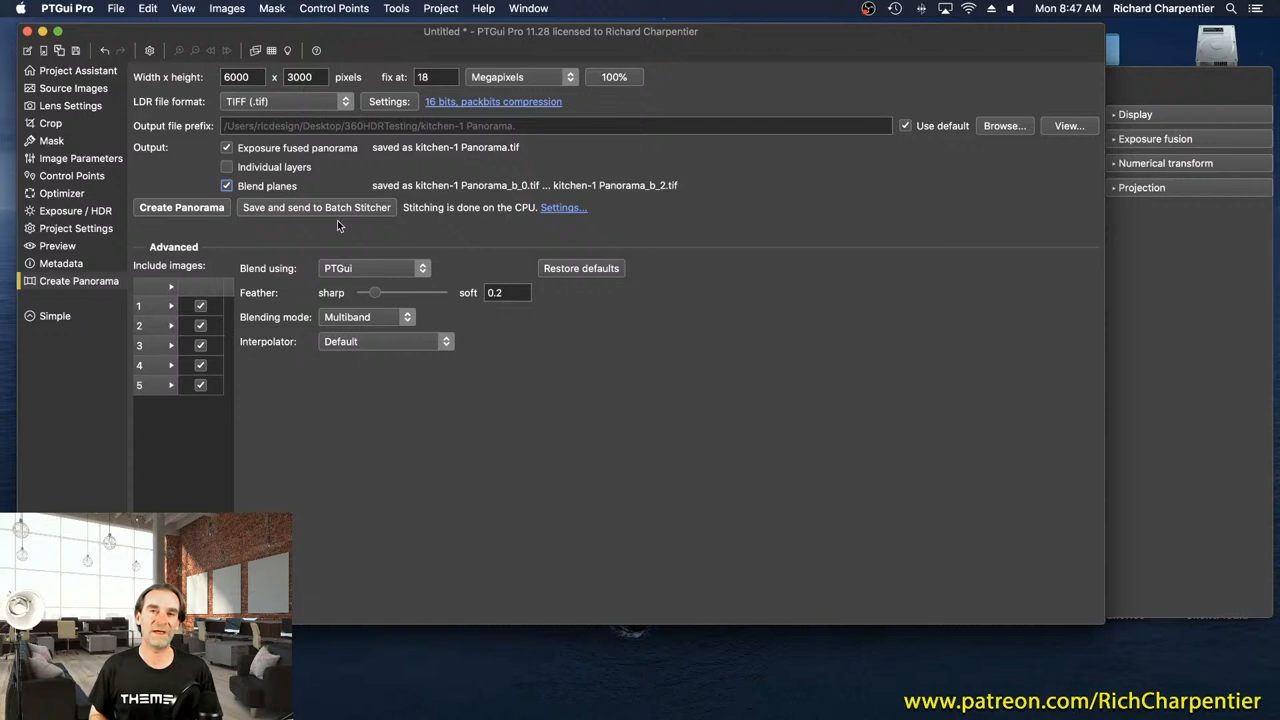 PTGui Pro File Edit View Images Mask Control Points Tools Project Help Window Mon 8:47 AM Richard Charpentier
Untitled * - PTGui Pro 11.28 licensed to Richard Charpentier
Project Assistant
Source Images
Lens Settings
Crop
Mask
Image Parameters
Control Points
Optimizer
Exposure / HDR
Project Settings
Preview
Metadata
Create Panorama
Simple
Width x height: 6000 x 3000 pixels fix at: 18 Megapixels 100%
LDR file format: TIFF (.tif) Settings: 16 bits, packbits compression
Output file prefix: /Users/rlcdesign/Desktop/360HDRTesting/kitchen-1 Panorama. Use default Browse... View...
Output: Exposure fused panorama saved as kitchen-1 Panorama.tif
Individual layers
Blend planes saved as kitchen-1 Panorama_b_0.tif ... kitchen-1 Panorama_b_2.tif
Create Panorama Save and send to Batch Stitcher Stitching is done on the CPU. Settings...
Advanced
Include images:
1
2
3
4
5
Blend using: PTGui Restore defaults
Feather: sharp soft 0.2
Blending mode: Multiband
Interpolator: Default
Display
Exposure fusion
Numerical transform
Projection
THEME
www.patreon.com/RichCharpentier